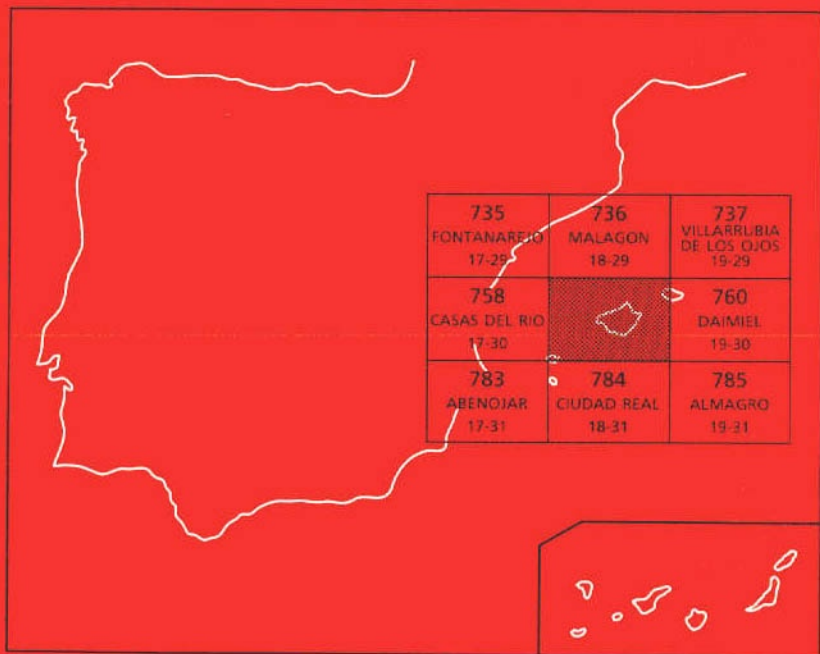 735
FONTANAREJO
17-29
736
MALAGON
18-29
737
VILLARRUBIA
DE LOS OJOS
19-29
758
CASAS DEL RIO
17-30
760
DAIMIEL
19-30
783
ABENOJAR
17-31
784
CIUDAD REAL
18-31
785
ALMAGRO
19-31